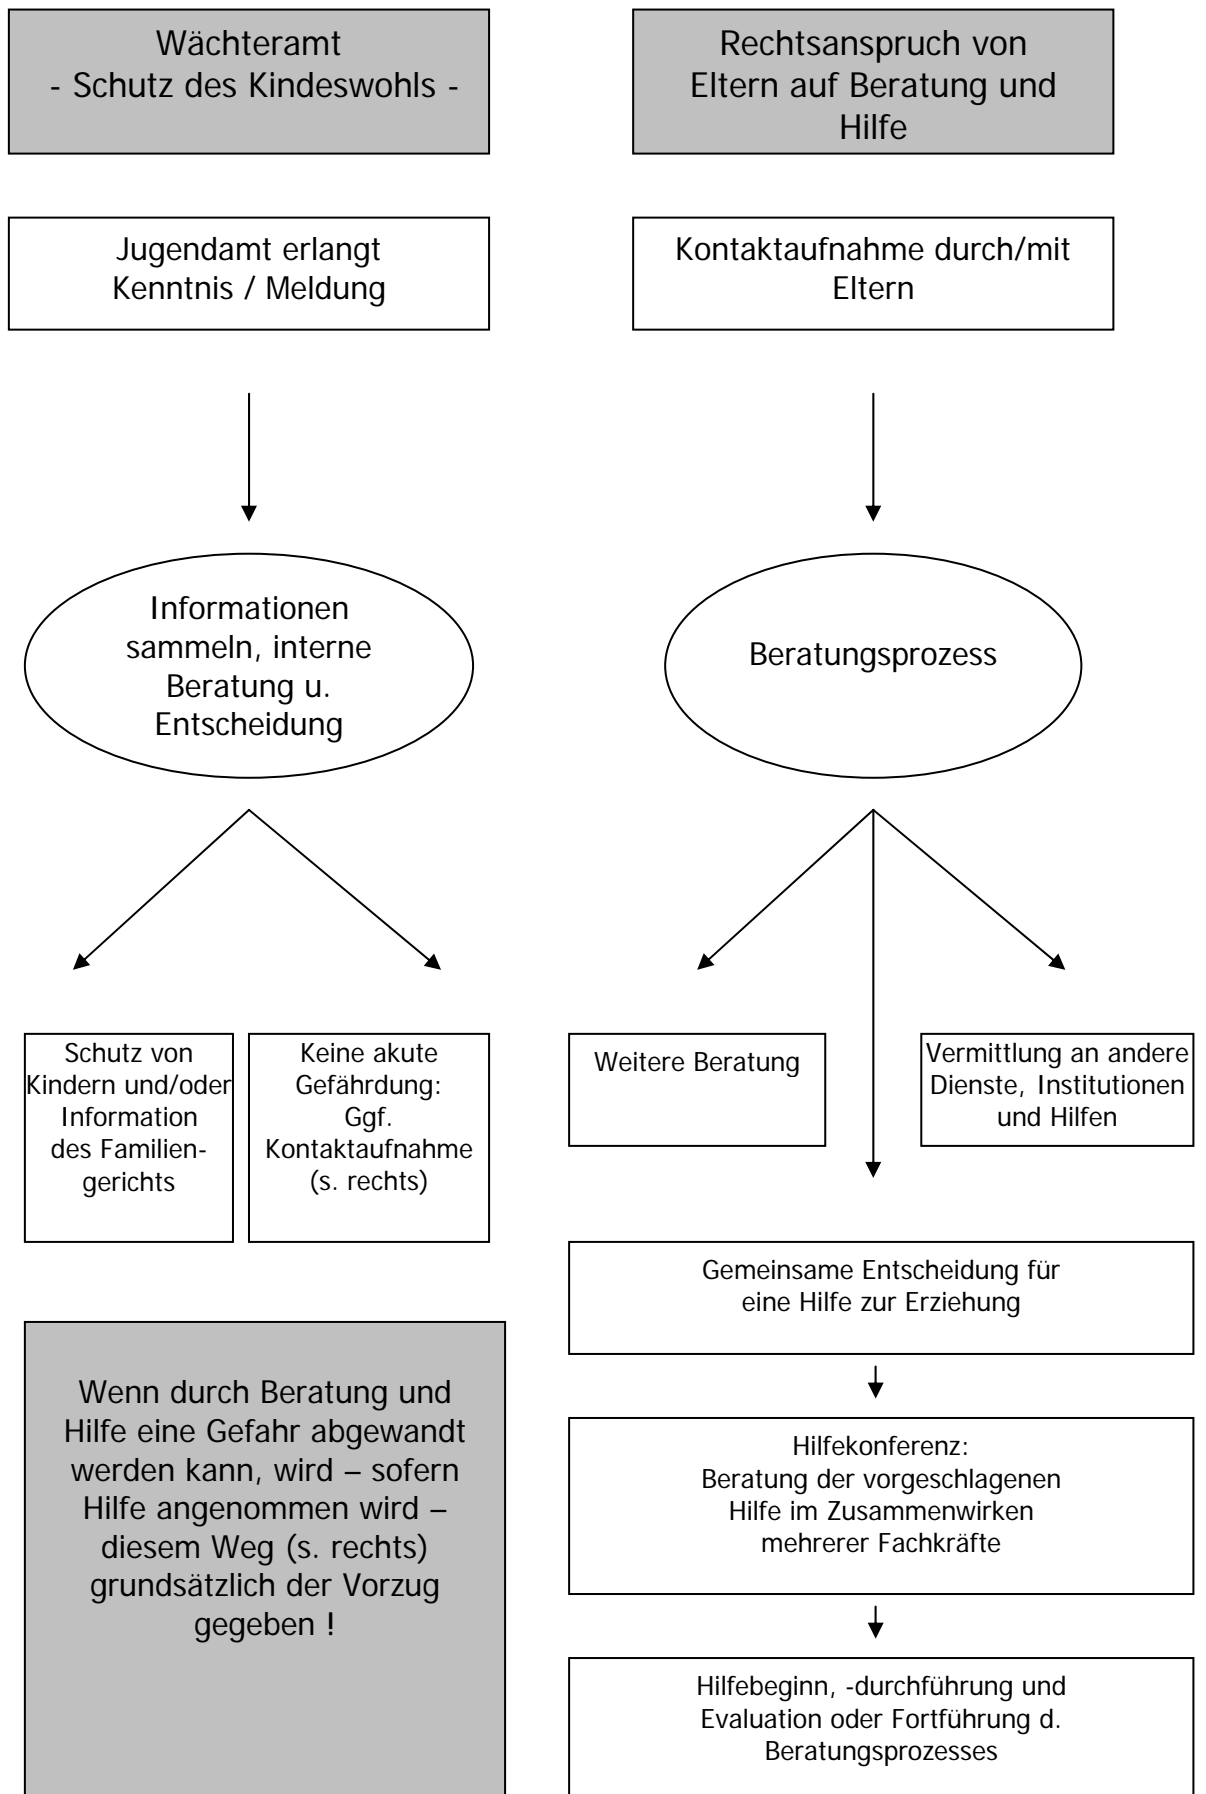 Wächteramt
- Schutz des Kindeswohls -
Rechtsanspruch von
Eltern auf Beratung und
Hilfe
Jugendamt erlangt
Kenntnis / Meldung
Kontaktaufnahme durch/mit
Eltern
Informationen
sammeln, interne
Beratung u.
Entscheidung
Beratungsprozess
Schutz von
Kindern und/oder
Information
des Familien-
gerichts
Keine akute
Gefährdung:
Ggf.
Kontaktaufnahme
(s. rechts)
Weitere Beratung
Vermittlung an andere
Dienste, Institutionen
und Hilfen
Gemeinsame Entscheidung für
eine Hilfe zur Erziehung
Wenn durch Beratung und
Hilfe eine Gefahr abgewandt
werden kann, wird – sofern
Hilfe angenommen wird –
diesem Weg (s. rechts)
grundsätzlich der Vorzug
gegeben !
Hilfekonferenz:
Beratung der vorgeschlagenen
Hilfe im Zusammenwirken
mehrerer Fachkräfte
Hilfebeginn, -durchführung und
Evaluation oder Fortführung d.
Beratungsprozesses